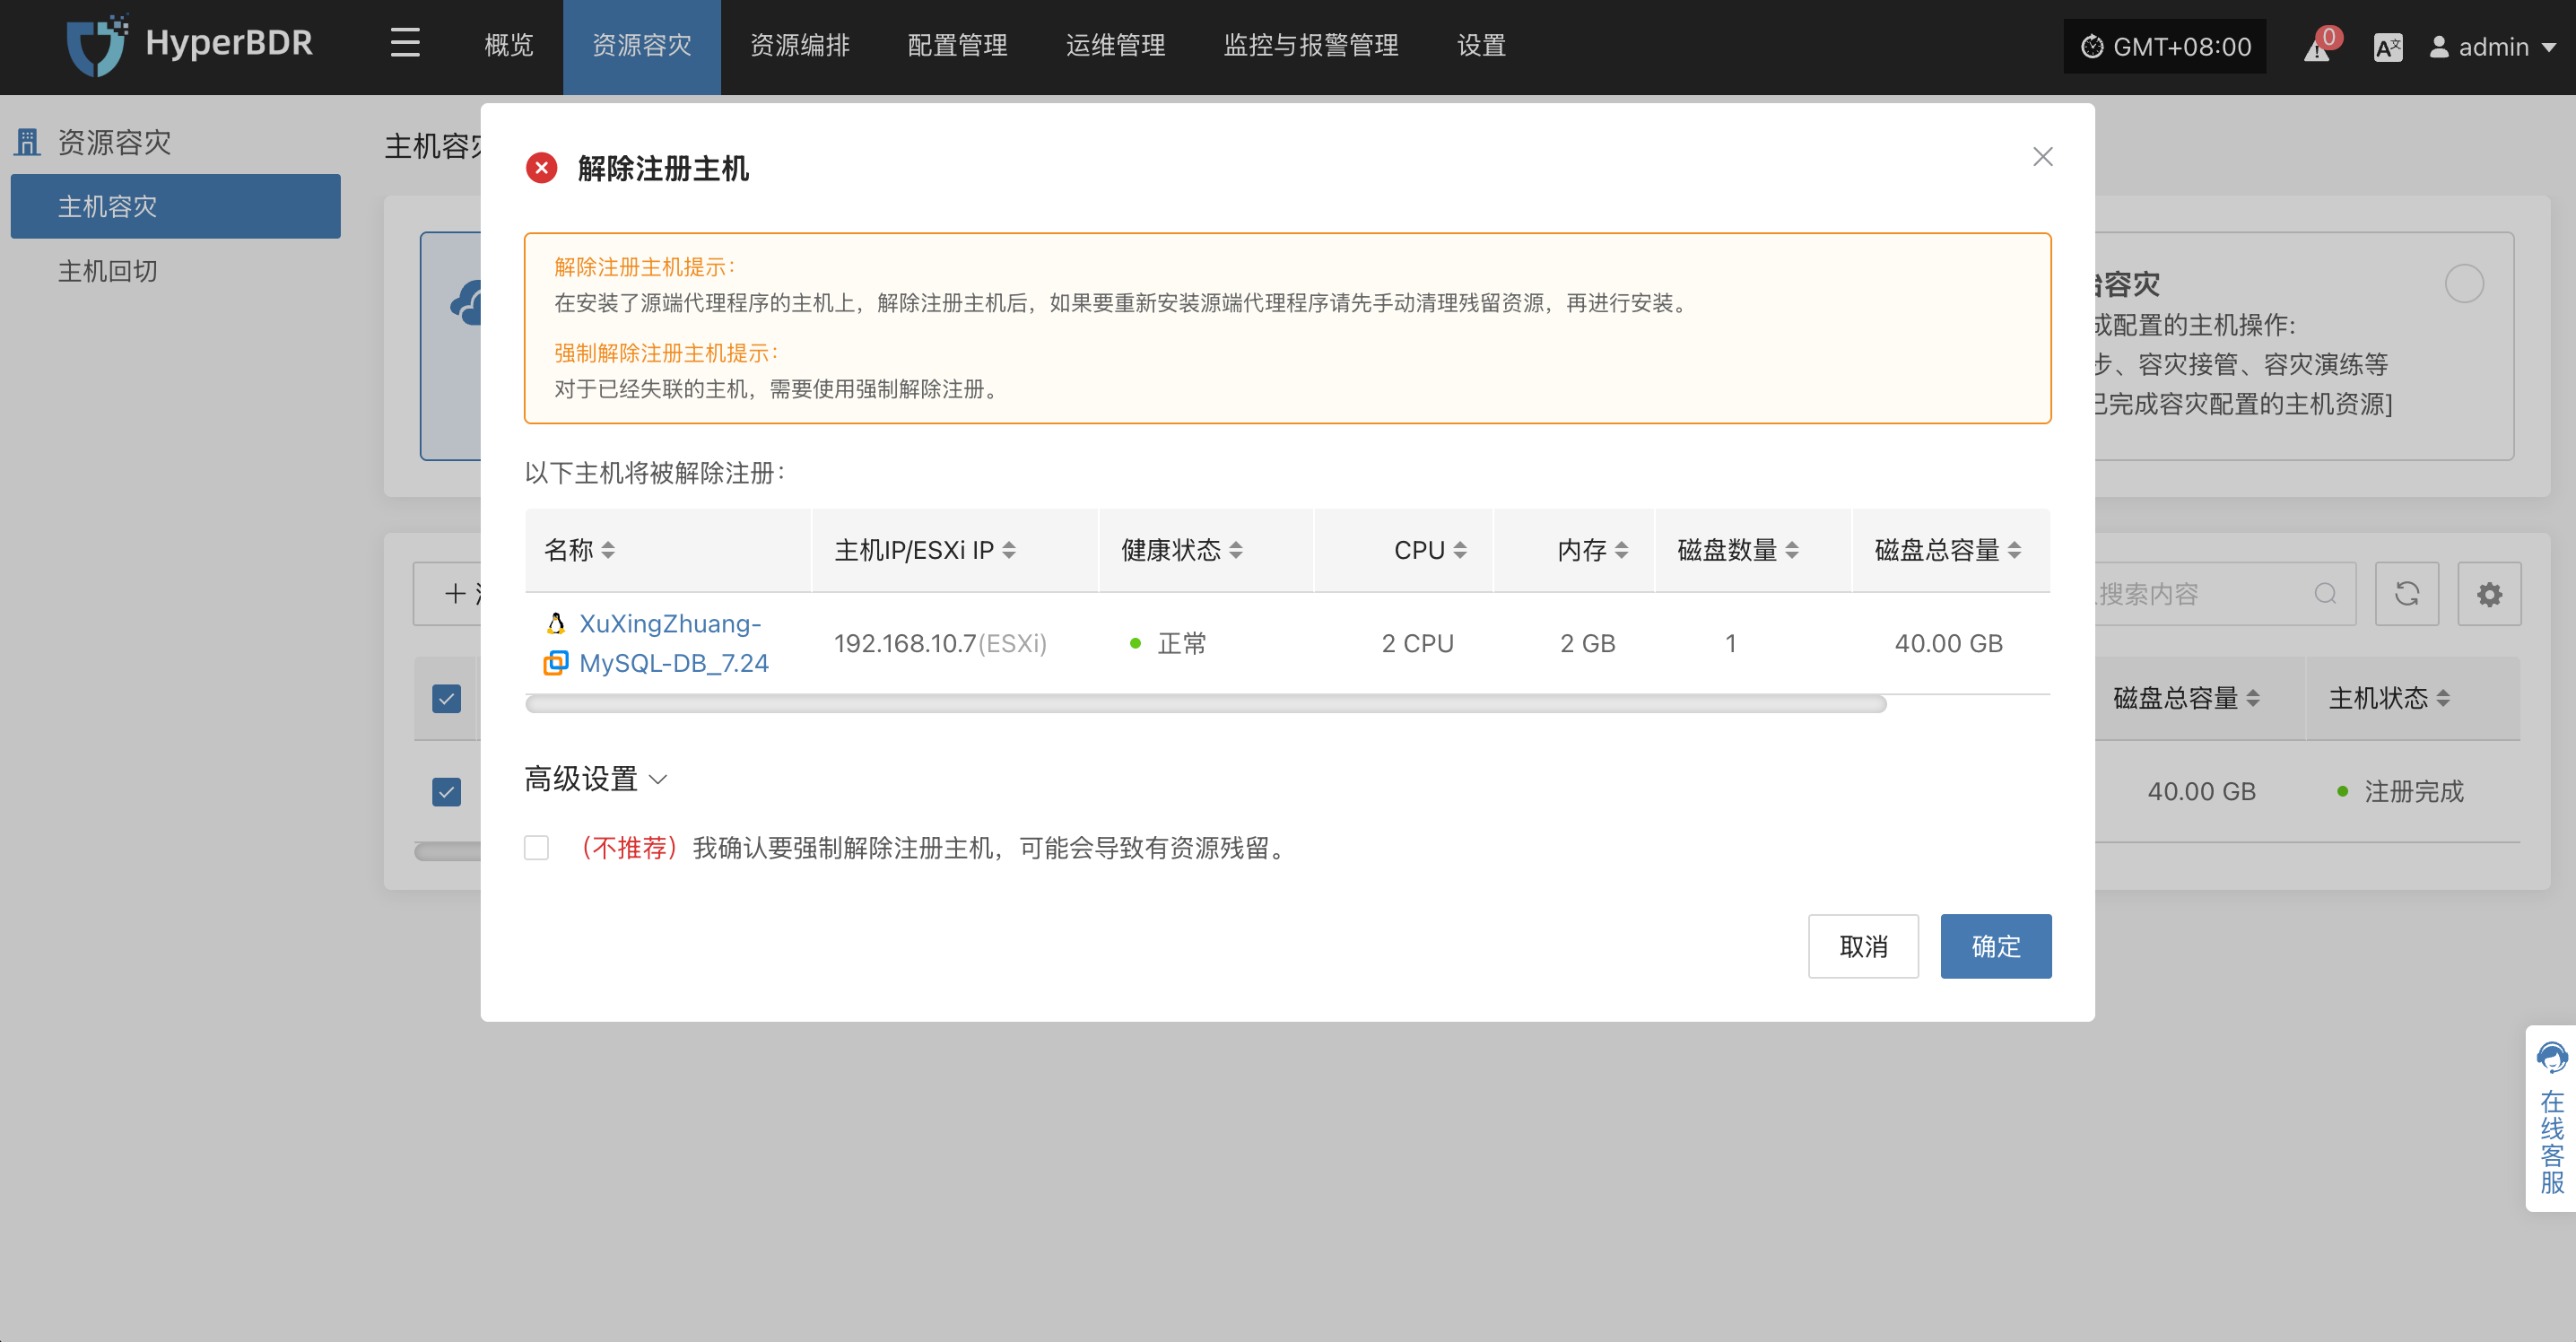 HyperBDR
概览
资源容灾
资源编排
配置管理
运维管理
监控与报警管理
设置
GMT+08:00
0
admin
资源容灾
主机容灾
主机回切
主机容
解除注册主机
解除注册主机提示：
在安装了源端代理程序的主机上，解除注册主机后，如果要重新安装源端代理程序请先手动清理残留资源，再进行安装。
强制解除注册主机提示：
对于已经失联的主机，需要使用强制解除注册。
容灾
配置的主机操作:
步、容灾接管、容灾演练等
完成容灾配置的主机资源]
以下主机将被解除注册：
名称
主机IP/ESXi IP
健康状态
CPU
内存
磁盘数量
磁盘总容量
XuXingZhuang-
MySQL-DB_7.24
192.168.10.7(ESXi)
正常
2 CPU
2 GB
1
40.00 GB
搜索内容
磁盘总容量
主机状态
40.00 GB
注册完成
高级设置
（不推荐）我确认要强制解除注册主机，可能会导致有资源残留。
取消
确定
在线客服